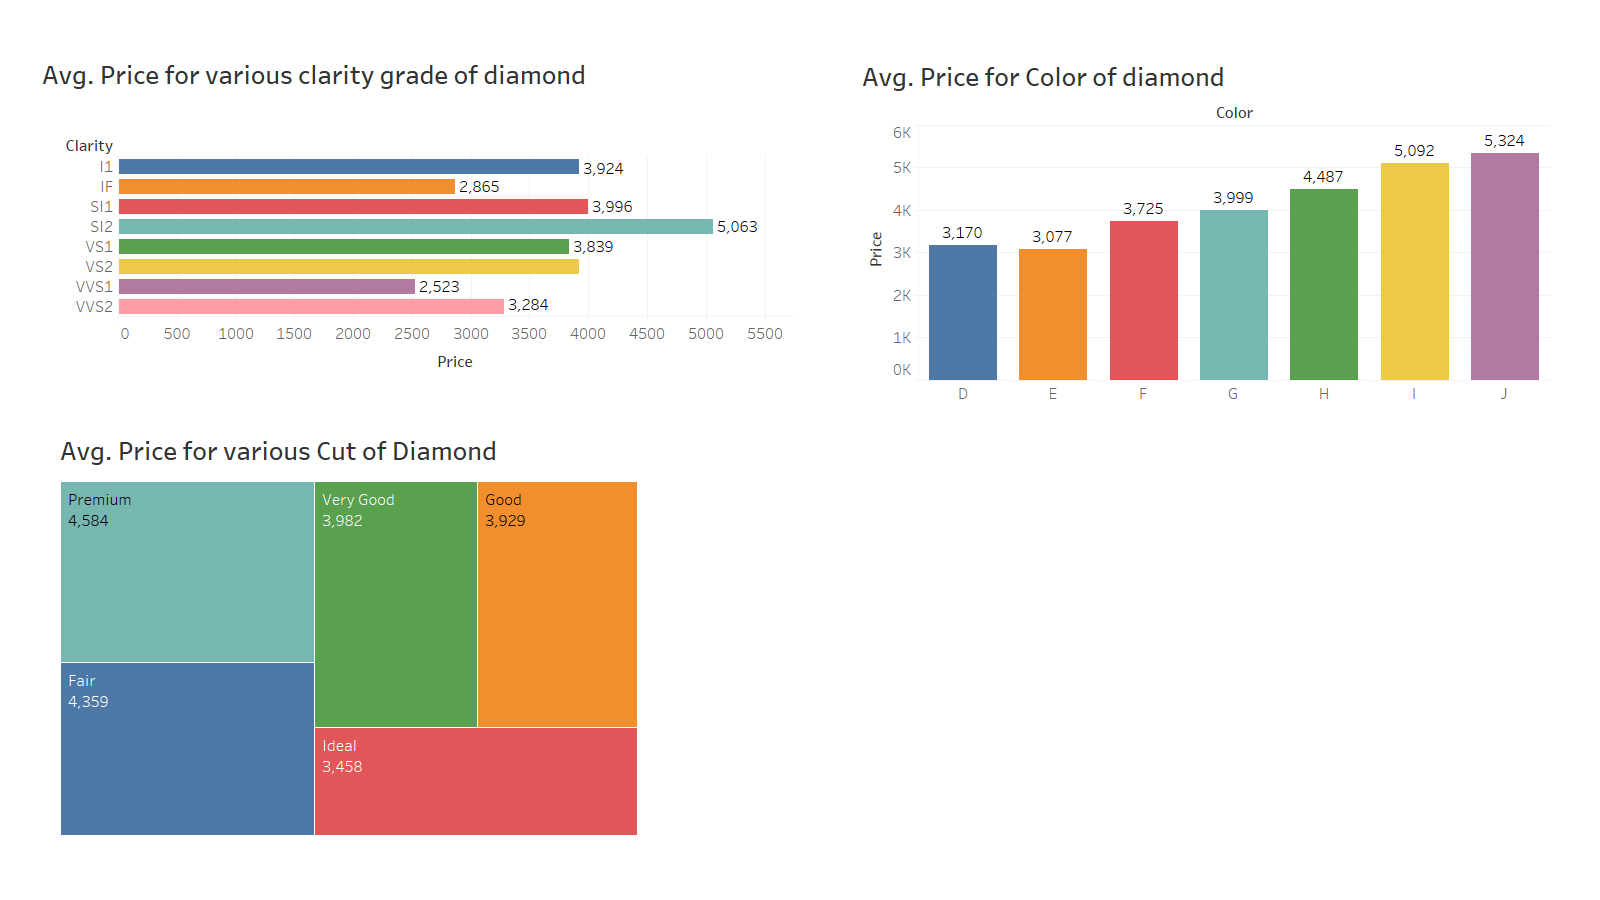 Avg. Price for various clarity grade of diamond
Clarity
I1 3,924
IF 2,865
SI1 3,996
SI2 5,063
VS1 3,839
VS2
VVS1 2,523
VVS2 3,284
0 500 1000 1500 2000 2500 3000 3500 4000 4500 5000 5500
Price
Avg. Price for Color of diamond
Color
Price
6K
5K
4K
3K
2K
1K
0K
3,170 3,077 3,725 3,999 4,487 5,092 5,324
D E F G H I J
Avg. Price for various Cut of Diamond
Premium
4,584
Fair
4,359
Very Good
3,982
Good
3,929
Ideal
3,458